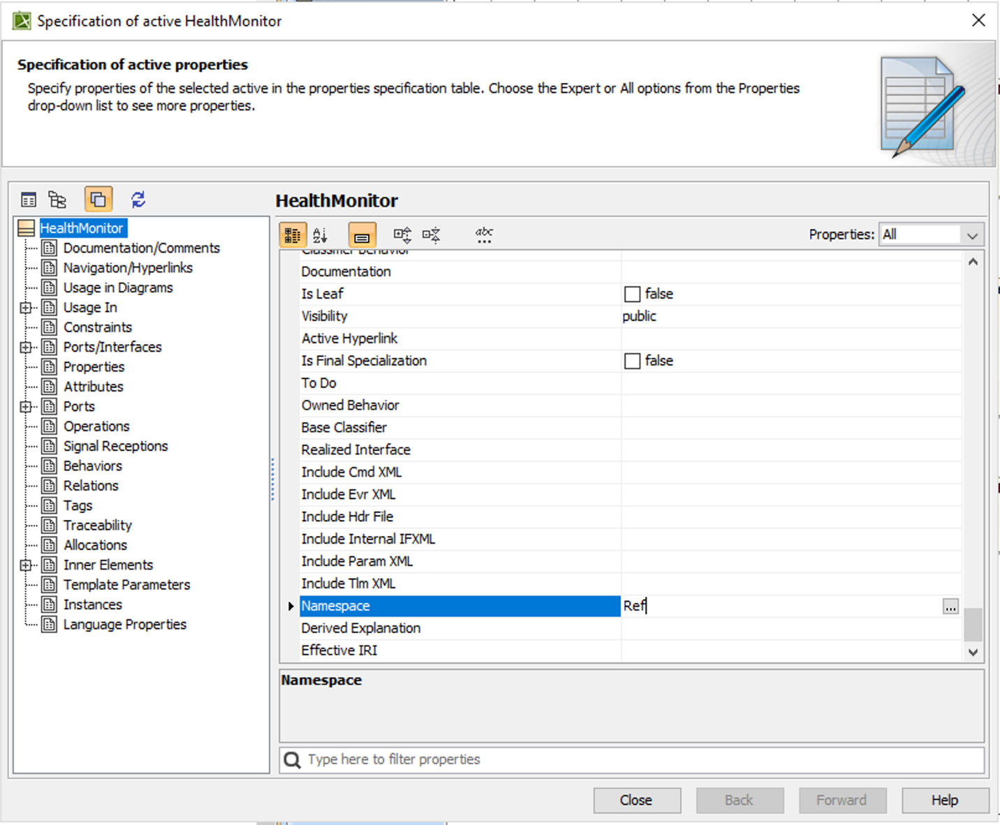 Specification of active HealthMonitor
Specification of active properties
Specify properties of the selected active in the properties specification table. Choose the Expert or All options from the Properties
drop-down list to see more properties.
HealthMonitor
Documentation/Comments
Navigation/Hyperlinks
Usage in Diagrams
Usage In
Constraints
Ports/Interfaces
Properties
Attributes
Ports
Operations
Signal Receptions
Behaviors
Relations
Tags
Traceability
Allocations
Inner Elements
Template Parameters
Instances
Language Properties
HealthMonitor
Properties: All
Classifier Behavior
Documentation
Is Leaf false
Visibility public
Active Hyperlink
Is Final Specialization false
To Do
Owned Behavior
Base Classifier
Realized Interface
Include Cmd XML
Include Evr XML
Include Hdr File
Include Internal IFXML
Include Param XML
Include Tlm XML
Namespace Ref ...
Derived Explanation
Effective IRI
Namespace
Type here to filter properties
Close Back Forward Help